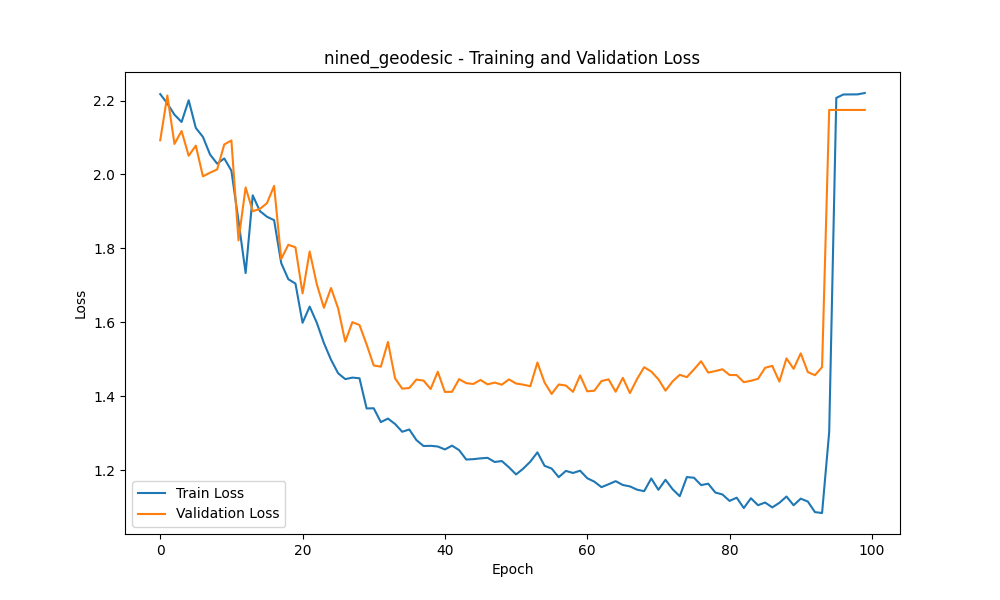 nined_geodesic - Training and Validation Loss
Loss
2.2
2.0
1.8
1.6
1.4
1.2
Train Loss
Validation Loss
0 20 40 60 80 100
Epoch